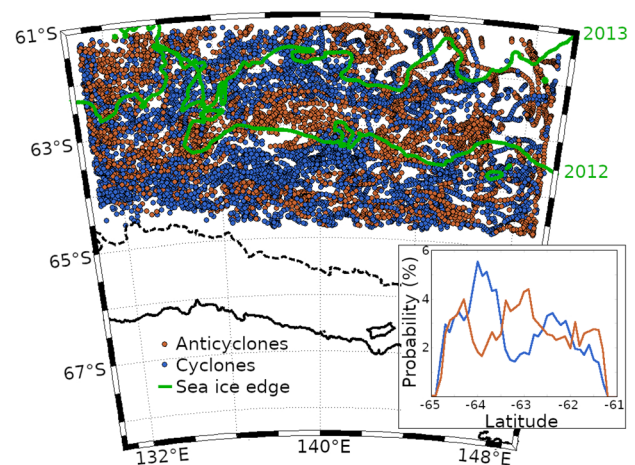 61°S
2013
63°S
2012
65°S
67°S
Anticyclones
Cyclones
Sea ice edge
132°E
140°E
148°E
Probability (%)
6
4
2
-65
-64
-63
-62
-61
Latitude